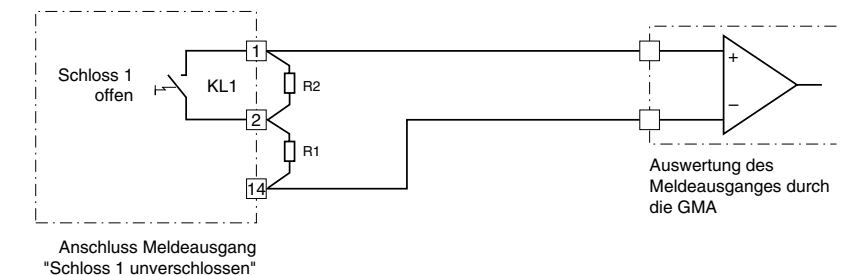 Schloss 1
offen
KL1
1
2
14
R2
R1
+
–
Auswertung des
Meldeausganges durch
die GMA
Anschluss Meldeausgang
"Schloss 1 unverschlossen"